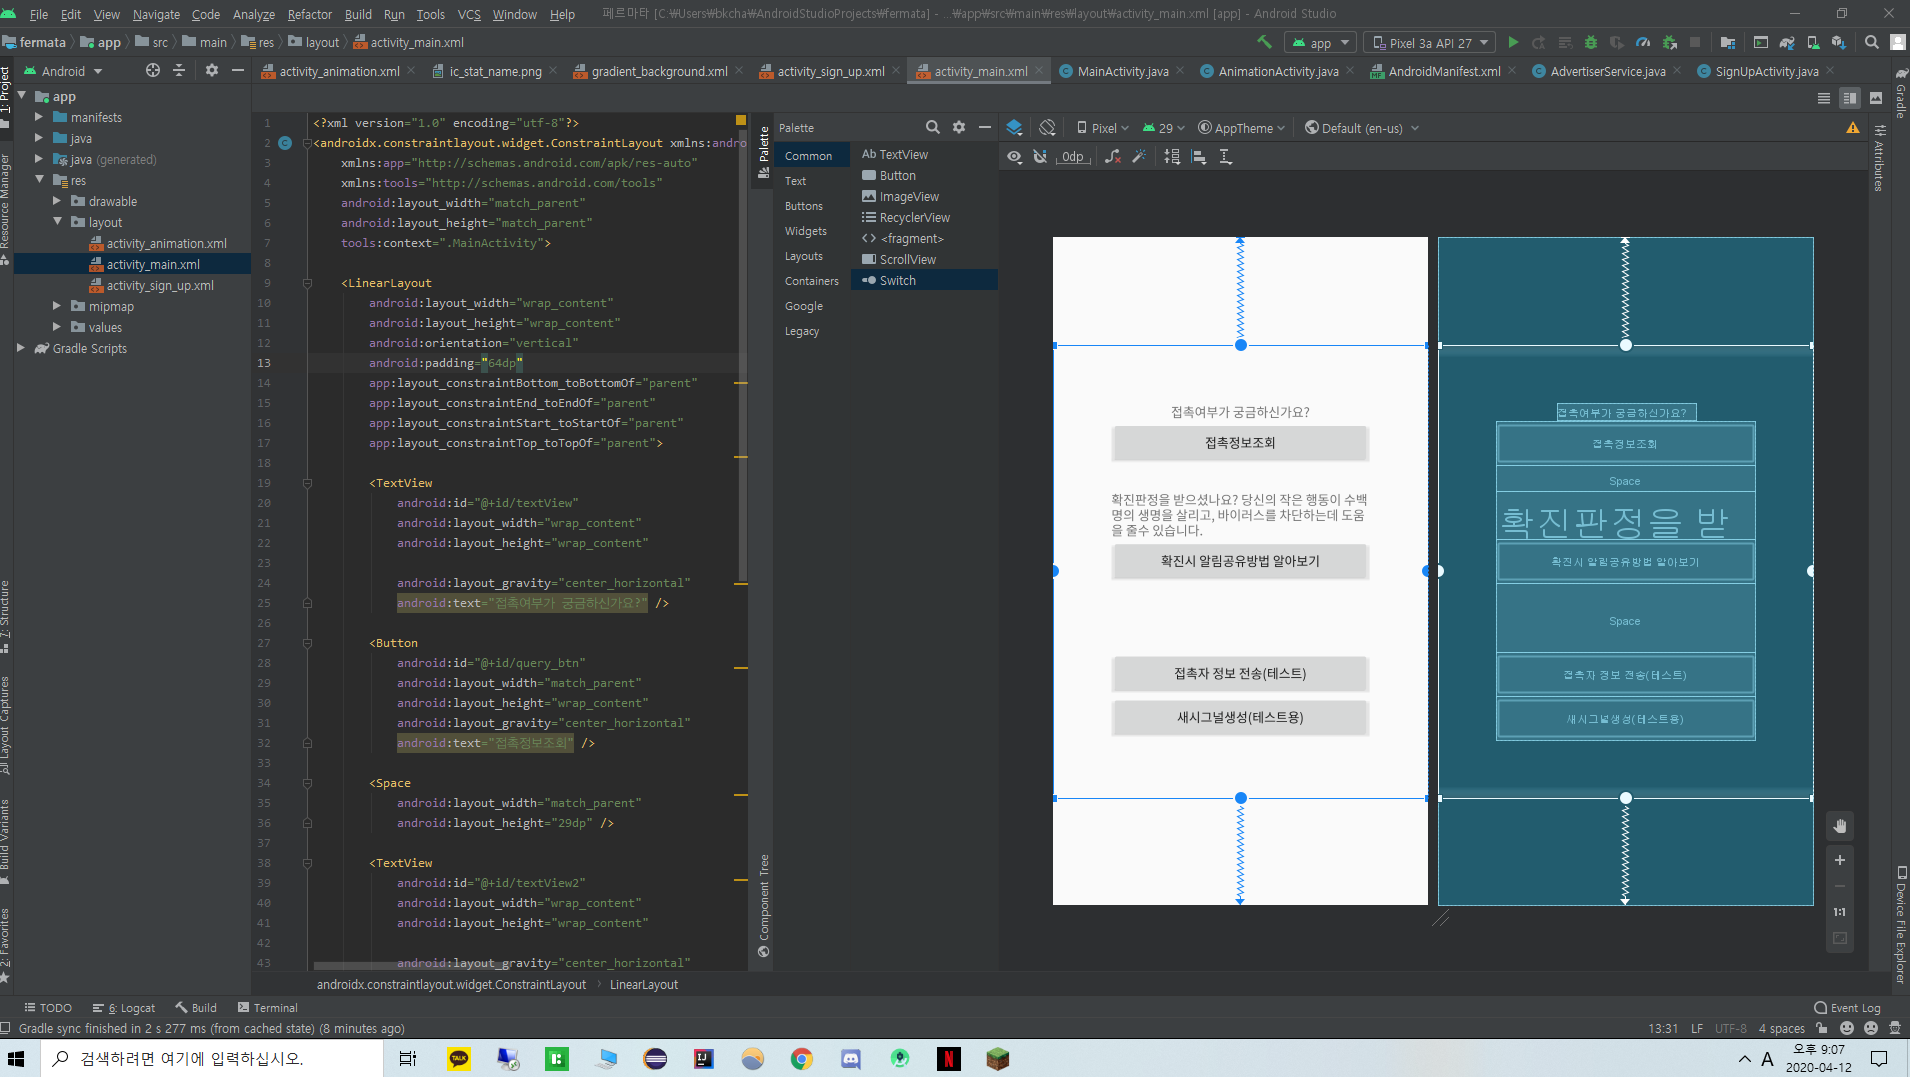 File Edit View Navigate Code Analyze Refactor Build Run Tools VCS Window Help 페르마타 [C:₩Users₩bkcha₩AndroidStudioProjects₩fermata] - ...₩app₩src₩main₩res₩layout₩activity_main.xml [app] - Android Studio
fermata app src main res layout activity_main.xml app Pixel 3a API 27
Android activity_animation.xml ic_stat_name.png gradient_background.xml activity_sign_up.xml activity_main.xml MainActivity.java AnimationActivity.java AndroidManifest.xml AdvertiserService.java SignUpActivity.java
1: Project
Resource Manager
7: Structure
Layout Captures
Build Variants
2: Favorites
app
manifests
java
java (generated)
res
drawable
layout
activity_animation.xml
activity_main.xml
activity_sign_up.xml
mipmap
values
Gradle Scripts
1 <?xml version="1.0" encoding="utf-8"?>
2 <androidx.constraintlayout.widget.ConstraintLayout xmlns:andro
3 xmlns:app="http://schemas.android.com/apk/res-auto"
4 xmlns:tools="http://schemas.android.com/tools"
5 android:layout_width="match_parent"
6 android:layout_height="match_parent"
7 tools:context=".MainActivity">
8
9 <LinearLayout
10 android:layout_width="wrap_content"
11 android:layout_height="wrap_content"
12 android:orientation="vertical"
13 android:padding="64dp"
14 app:layout_constraintBottom_toBottomOf="parent"
15 app:layout_constraintEnd_toEndOf="parent"
16 app:layout_constraintStart_toStartOf="parent"
17 app:layout_constraintTop_toTopOf="parent">
18
19 <TextView
20 android:id="@+id/textView"
21 android:layout_width="wrap_content"
22 android:layout_height="wrap_content"
23
24 android:layout_gravity="center_horizontal"
25 android:text="접촉여부가 궁금하신가요?" />
26
27 <Button
28 android:id="@+id/query_btn"
29 android:layout_width="match_parent"
30 android:layout_height="wrap_content"
31 android:layout_gravity="center_horizontal"
32 android:text="접촉정보조회" />
33
34 <Space
35 android:layout_width="match_parent"
36 android:layout_height="29dp" />
37
38 <TextView
39 android:id="@+id/textView2"
40 android:layout_width="wrap_content"
41 android:layout_height="wrap_content"
42
43 android:layout_gravity="center_horizontal"
androidx.constraintlayout.widget.ConstraintLayout LinearLayout
Palette
Component Tree
Palette
Common
Text
Buttons
Widgets
Layouts
Containers
Google
Legacy
Ab TextView
Button
ImageView
RecyclerView
<fragment>
ScrollView
Switch
Pixel 29 AppTheme Default (en-us)
0dp
접촉여부가 궁금하신가요?
접촉정보조회
확진판정을 받으셨나요? 당신의 작은 행동이 수백
명의 생명을 살리고, 바이러스를 차단하는데 도움
을 줄수 있습니다.
확진시 알림공유방법 알아보기
접촉자 정보 전송(테스트)
새시그널생성(테스트용)
접촉여부가 궁금하신가요?
접촉정보조회
Space
확진판정을 받
확진시 알림공유방법 알아보기
Space
접촉자 정보 전송(테스트)
새시그널생성(테스트용)
1:1
Gradle
Attributes
Device File Explorer
TODO 6: Logcat Build Terminal Event Log
Gradle sync finished in 2 s 277 ms (from cached state) (8 minutes ago) 13:31 LF UTF-8 4 spaces
검색하려면 여기에 입력하십시오.
TALK
IJ
N
A
오후 9:07
2020-04-12